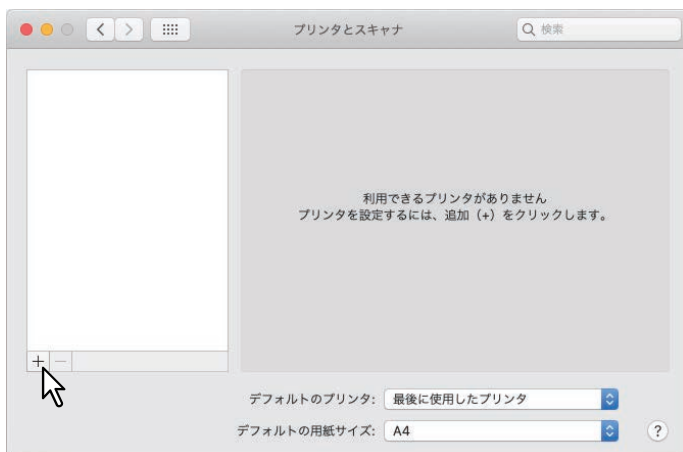 プリンタとスキャナ
検索
利用できるプリンタがありません
プリンタを設定するには、追加（+）をクリックします。
+ −
デフォルトのプリンタ: 最後に使用したプリンタ
デフォルトの用紙サイズ: A4
?